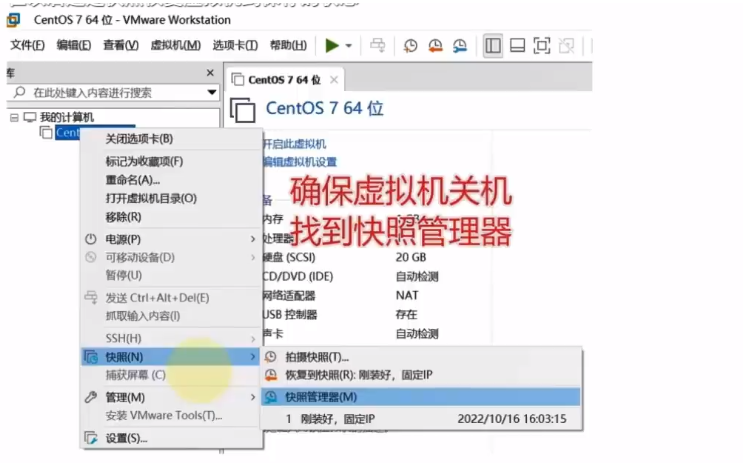 CentOS 7 64 位 - VMware Workstation
文件(F) 编辑(E) 查看(V) 虚拟机(M) 选项卡(T) 帮助(H)
库
在此处键入内容进行搜索
我的计算机
Cent
CentOS 7 64 位
CentOS 7 64 位
开启此虚拟机
编辑虚拟机设置
备
内存
处理器
硬盘 (SCSI) 20 GB
CD/DVD (IDE) 自动检测
网络适配器 NAT
USB 控制器 存在
声卡 自动检测
确保虚拟机关机
找到快照管理器
关闭选项卡(B)
标记为收藏项(F)
重命名(A)...
打开虚拟机目录(O)
移除(R)
电源(P)
可移动设备(D)
暂停(U)
发送 Ctrl+Alt+Del(E)
抓取输入内容(I)
SSH(H)
快照(N)
捕获屏幕 (C)
管理(M)
安装 VMware Tools(T)...
设置(S)...
拍摄快照(T)...
恢复到快照(R): 刚装好，固定IP
快照管理器(M)
1 刚装好，固定IP 2022/10/16 16:03:15